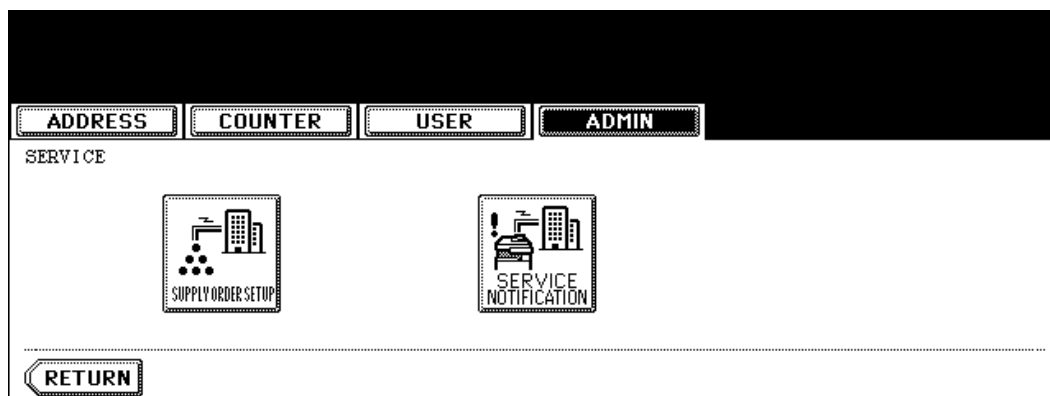 ADDRESS COUNTER USER ADMIN
SERVICE
SUPPLY ORDER SETUP
SERVICE
NOTIFICATION
RETURN